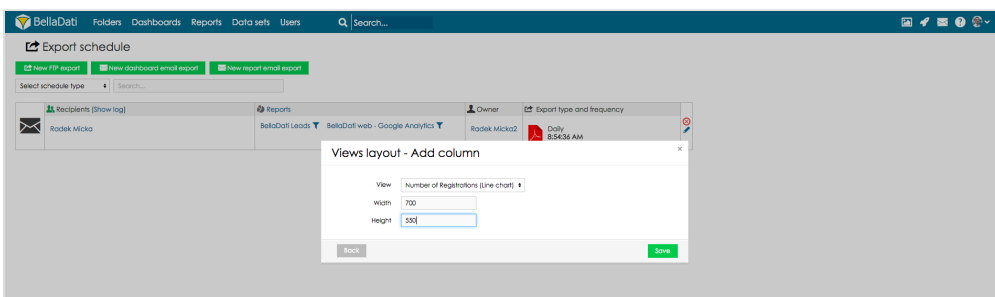 BellaDati Folders Dashboards Reports Data sets Users Search...
Export schedule
New FTP export New dashboard email export New report email export
Select schedule type Search...
Recipients (Show log) Reports Owner Export type and frequency
Radek Micka BellaDati Leads BellaDati web - Google Analytics Radek Micka2 Daily
8:54:36 AM
Views layout - Add column ×
View Number of Registrations (Line chart)
Width 700
Height 550
Back Save